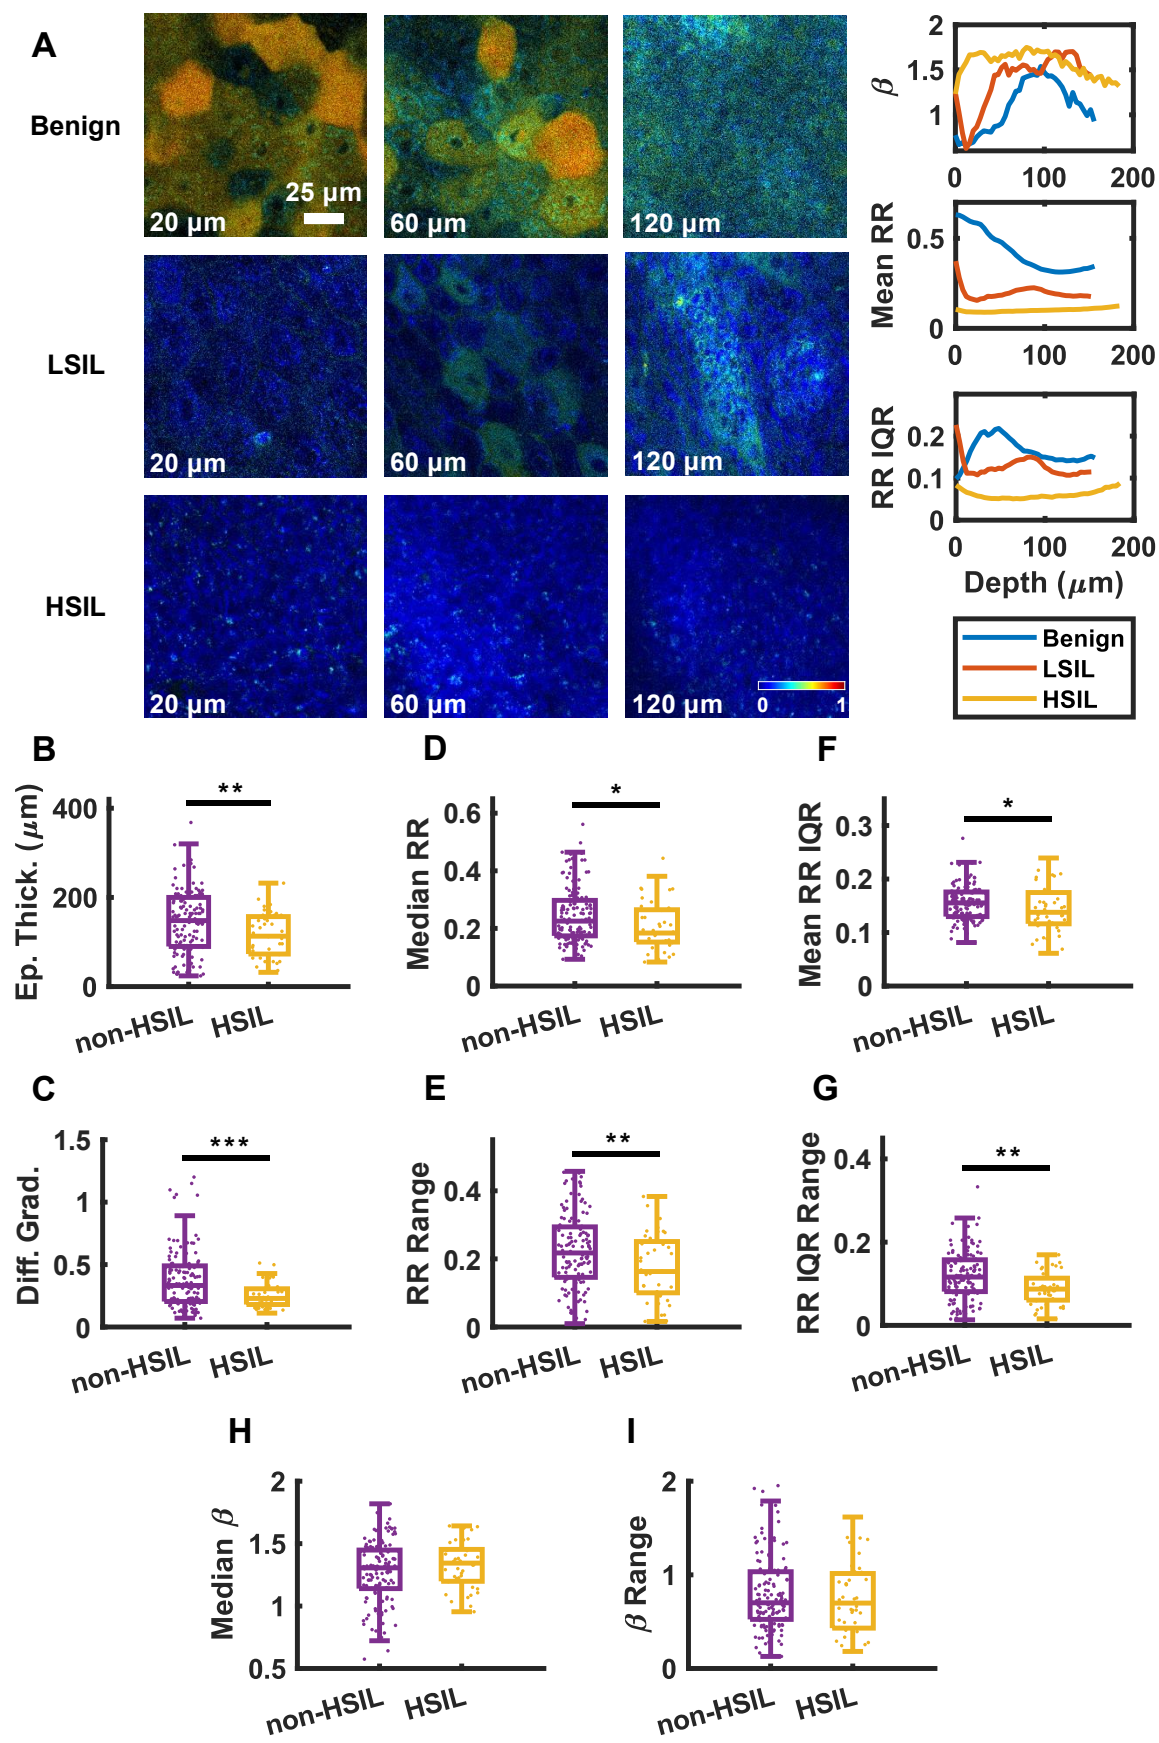 A
Benign
20 µm
25 µm
60 µm
120 µm
LSIL
20 µm
60 µm
120 µm
HSIL
20 µm
60 µm
120 µm
0 1
β
2
1.5
1
0 100 200
Mean RR
0.5
0
0 100 200
RR IQR
0.2
0.1
0
0 100 200
Depth (µm)
Benign
LSIL
HSIL
B
Ep. Thick. (µm)
400
200
0
**
non-HSIL HSIL
D
Median RR
0.6
0.4
0.2
0
*
non-HSIL HSIL
F
Mean RR IQR
0.3
0.2
0.1
0
*
non-HSIL HSIL
C
Diff. Grad.
1.5
1
0.5
0
***
non-HSIL HSIL
E
RR Range
0.4
0.2
0
**
non-HSIL HSIL
G
RR IQR Range
0.4
0.2
0
**
non-HSIL HSIL
H
Median β
2
1.5
1
0.5
non-HSIL HSIL
I
β Range
2
1
0
non-HSIL HSIL